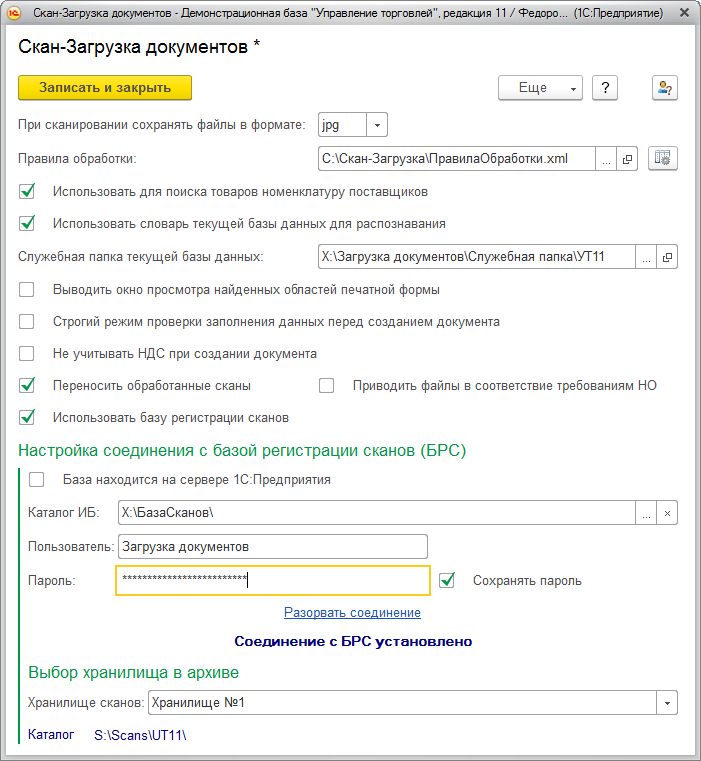 Скан-Загрузка документов - Демонстрационная база "Управление торговлей", редакция 11 / Федоро... (1С:Предприятие)
Скан-Загрузка документов *
Записать и закрыть
Еще
?
При сканировании сохранять файлы в формате: jpg
Правила обработки: C:\Скан-Загрузка\ПравилаОбработки.xml ...
Использовать для поиска товаров номенклатуру поставщиков
Использовать словарь текущей базы данных для распознавания
Служебная папка текущей базы данных: X:\Загрузка документов\Служебная папка\УТ11 ...
Выводить окно просмотра найденных областей печатной формы
Строгий режим проверки заполнения данных перед созданием документа
Не учитывать НДС при создании документа
Переносить обработанные сканы Приводить файлы в соответствие требованиям НО
Использовать базу регистрации сканов
Настройка соединения с базой регистрации сканов (БРС)
База находится на сервере 1С:Предприятия
Каталог ИБ: X:\БазаСканов\ ... ×
Пользователь: Загрузка документов
Пароль: ************************* Сохранять пароль
Разорвать соединение
Соединение с БРС установлено
Выбор хранилища в архиве
Хранилище сканов: Хранилище №1
Каталог S:\Scans\UT11\